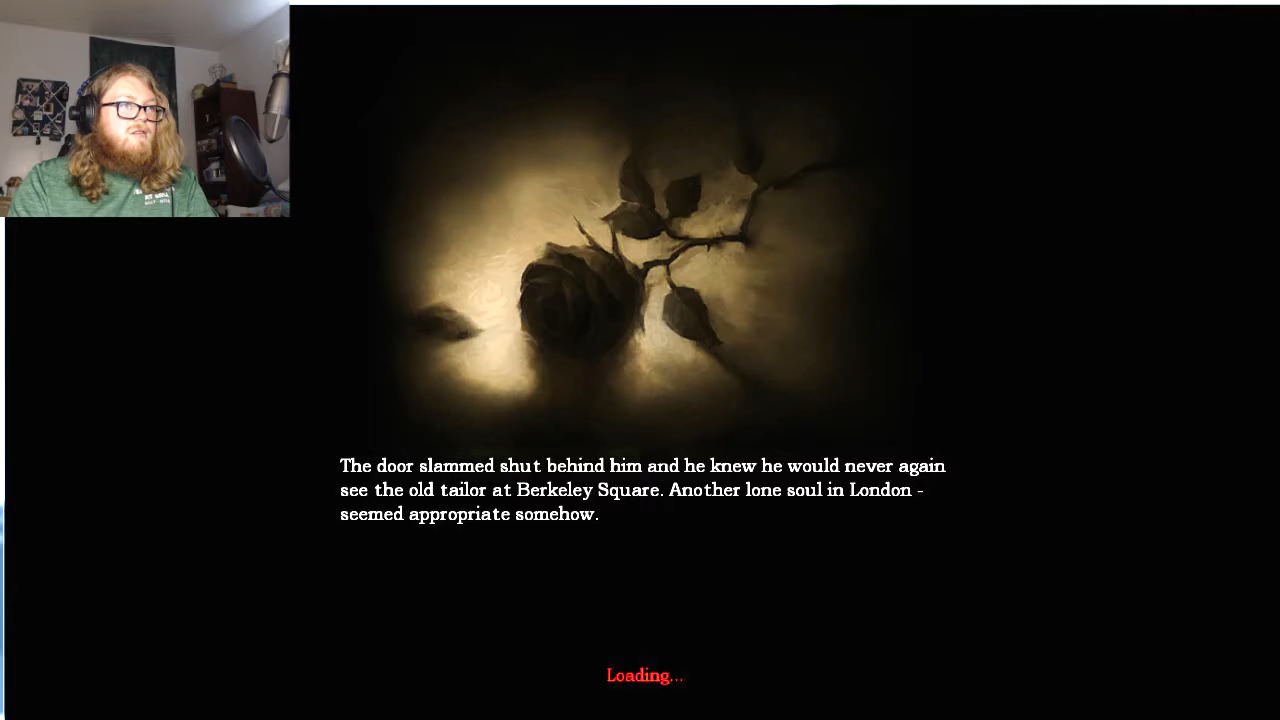 The door slammed shut behind him and he knew he would never again
see the old tailor at Berkeley Square. Another lone soul in London -
seemed appropriate somehow.
Loading...